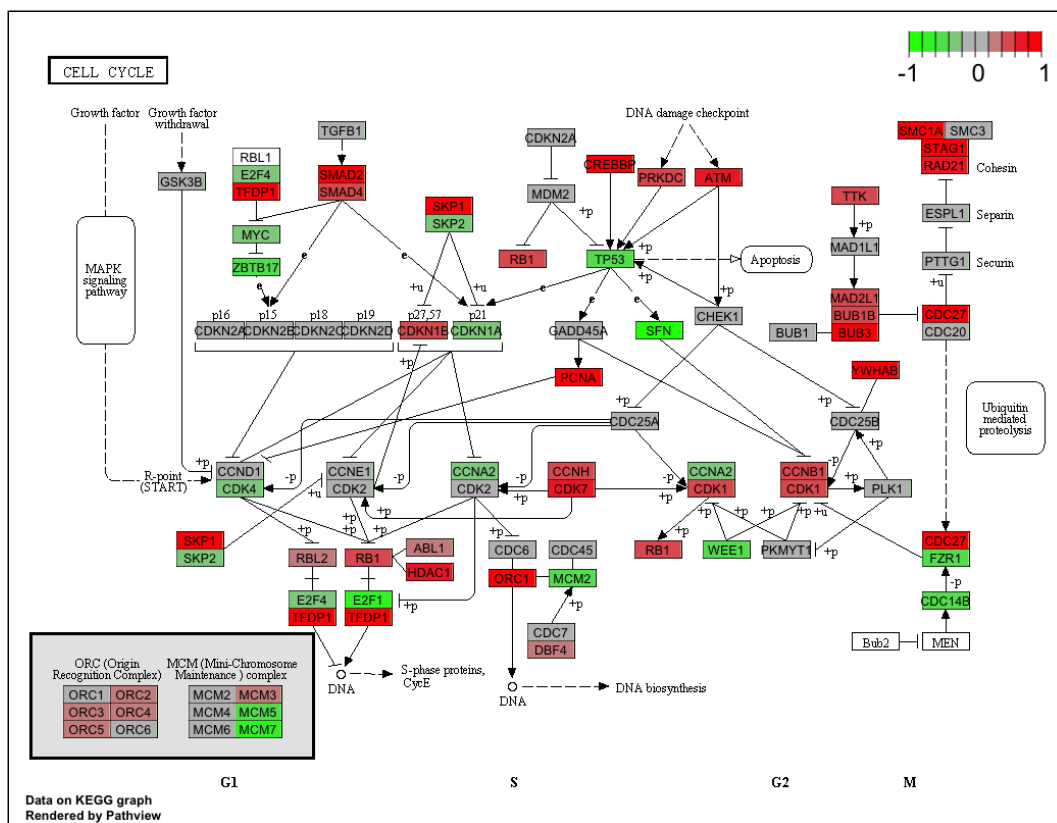 -1 0 1
CELL CYCLE
Growth factor
Growth factor
withdrawal
DNA damage checkpoint
TGFB1
CDKN2A
SMC1A SMC3
RBL1
E2F4
TFDP1
GSK3B
SMAD2
SMAD4
CREBBP
PRKDC
ATM
STAG1
RAD21
Cohesin
MDM2
TTK
SKP1
SKP2
+p
ESPL1
Separin
MYC
RB1
+p
MAD1L1
ZBTB17
TP53
+p
Apoptosis
PTTG1
Securin
MAPK
signaling
pathway
e
e
+u
+u
e
e
e
+p
+p
+u
MAD2L1
BUB1B
BUB3
BUB1
CDC27
CDC20
p16 p15 p18 p19 p27,57 p21
CDKN2A CDKN2B CDKN2C CDKN2D CDKN1B CDKN1A
GADD45A
SFN
CHEK1
+p
PCNA
YWHAB
Ubiquitin
mediated
proteolysis
+p
CDC25A
+p
CDC25B
R-point
(START)
+p
CCND1
CDK4
-p
+u
CCNE1
CDK2
-p
CCNA2
CDK2
-p
+p
CCNH
CDK7
+p
-p
CCNA2
CDK1
CCNB1
CDK1
-p
+p
+p
PLK1
SKP1
SKP2
+p
+p
+p
+p
+p
+p
+p
+p
+p
+u
RBL2
RB1
ABL1
HDAC1
CDC6
CDC45
RB1
WEE1
PKMYT1
+p
CDC27
FZR1
ORC1
MCM2
-p
E2F4
TFDP1
E2F1
TFDP1
+p
+p
CDC14B
CDC7
DBF4
Bub2
MEN
ORC (Origin
Recognition Complex)
MCM (Mini-Chromosome
Maintenance ) complex
ORC1 ORC2
ORC3 ORC4
ORC5 ORC6
MCM2 MCM3
MCM4 MCM5
MCM6 MCM7
DNA
S-phase proteins,
CycE
DNA
DNA biosynthesis
G1 S G2 M
Data on KEGG graph
Rendered by Pathview